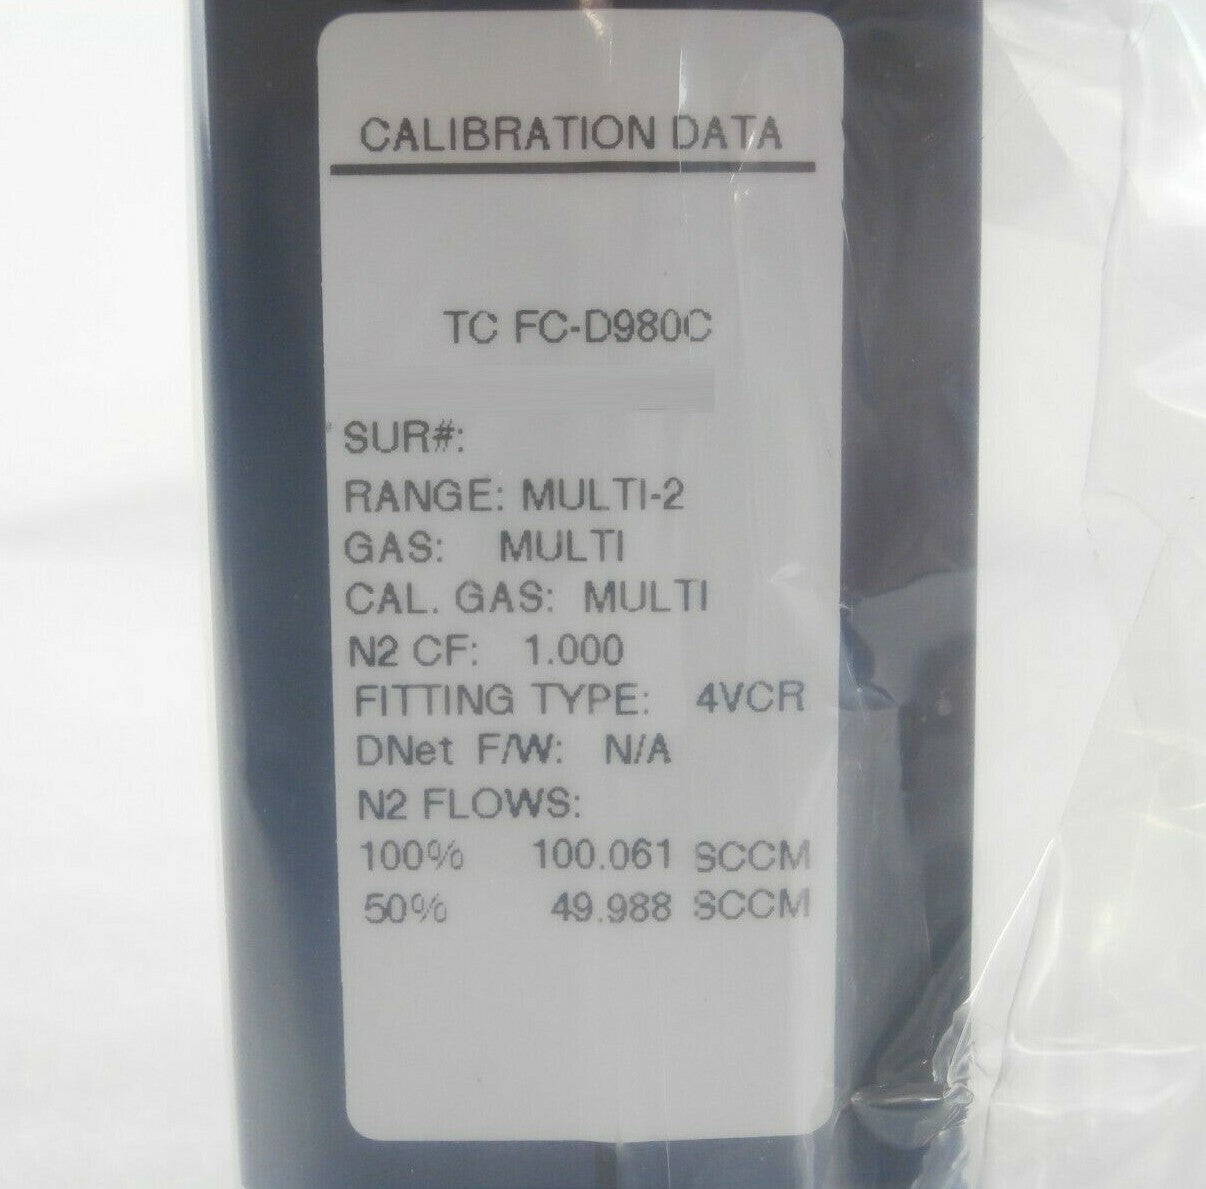 CALIBRATION DATA
TC FC-D980C
SUR#:
RANGE: MULTI-2
GAS: MULTI
CAL. GAS: MULTI
N2 CF: 1.000
FITTING TYPE: 4VCR
DNet F/W: N/A
N2 FLOWS:
100% 100.061 SCCM
50% 49.988 SCCM